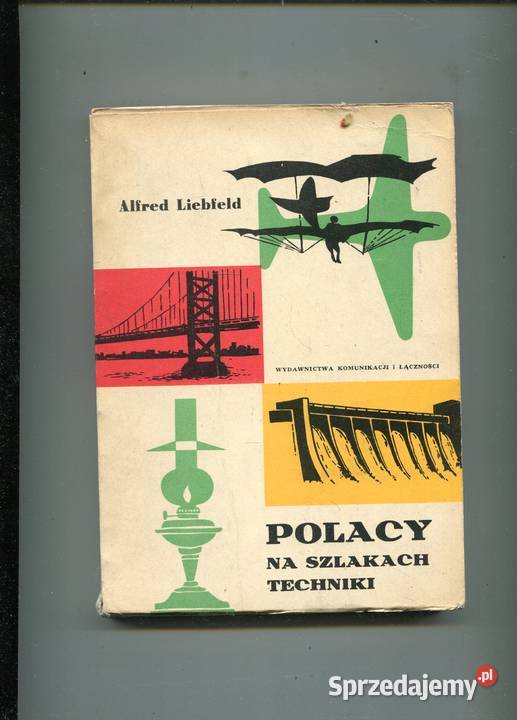 Alfred Liebfeld
WYDAWNICTWA KOMUNIKACJI I ŁĄCZNOŚCI
POLACY
NA SZLAKACH
TECHNIKI
Sprzedajemy.pl